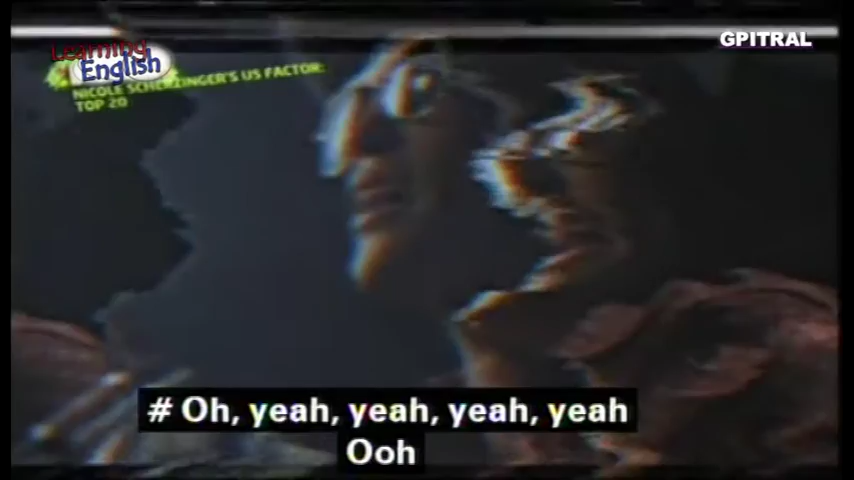 GPITRAL
Learning
English
NICOLE SCHERZINGER'S US FACTOR:
TOP 20
# Oh, yeah, yeah, yeah, yeah
Ooh